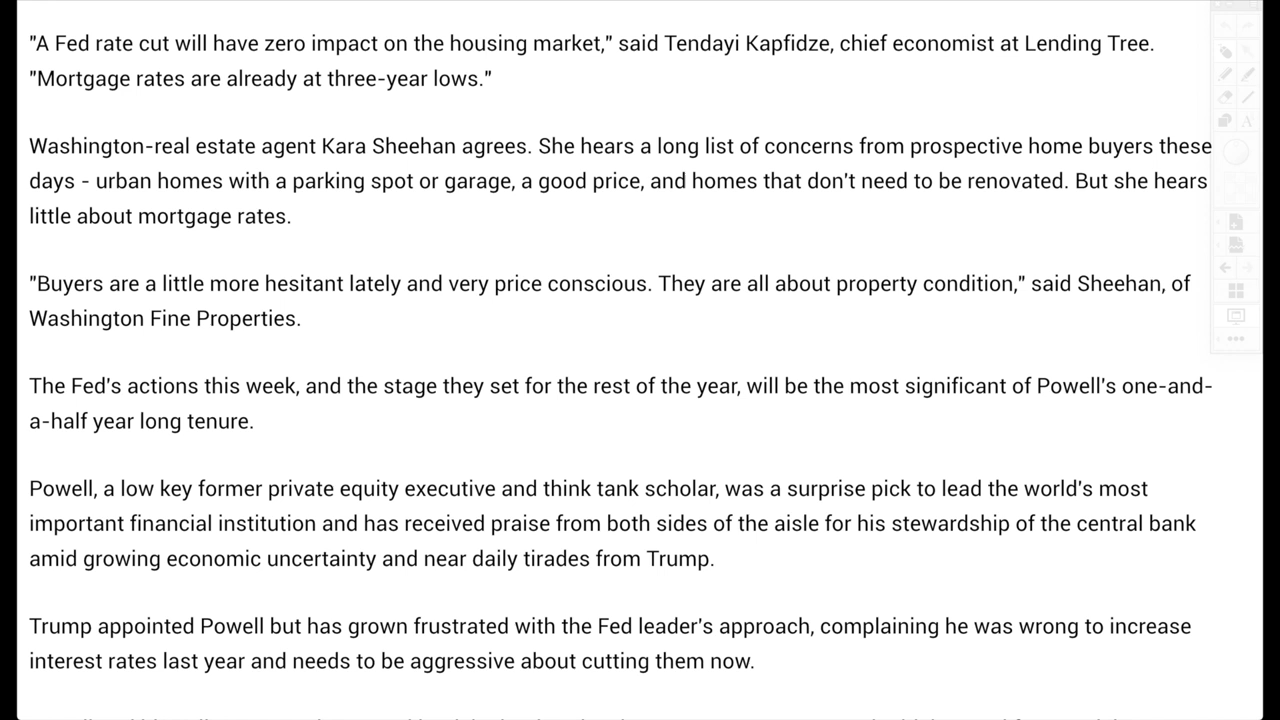 "A Fed rate cut will have zero impact on the housing market," said Tendayi Kapfidze, chief economist at Lending Tree.
"Mortgage rates are already at three-year lows."
Washington-real estate agent Kara Sheehan agrees. She hears a long list of concerns from prospective home buyers these
days - urban homes with a parking spot or garage, a good price, and homes that don't need to be renovated. But she hears
little about mortgage rates.
"Buyers are a little more hesitant lately and very price conscious. They are all about property condition," said Sheehan, of
Washington Fine Properties.
The Fed's actions this week, and the stage they set for the rest of the year, will be the most significant of Powell's one-and-
a-half year long tenure.
Powell, a low key former private equity executive and think tank scholar, was a surprise pick to lead the world's most
important financial institution and has received praise from both sides of the aisle for his stewardship of the central bank
amid growing economic uncertainty and near daily tirades from Trump.
Trump appointed Powell but has grown frustrated with the Fed leader's approach, complaining he was wrong to increase
interest rates last year and needs to be aggressive about cutting them now.